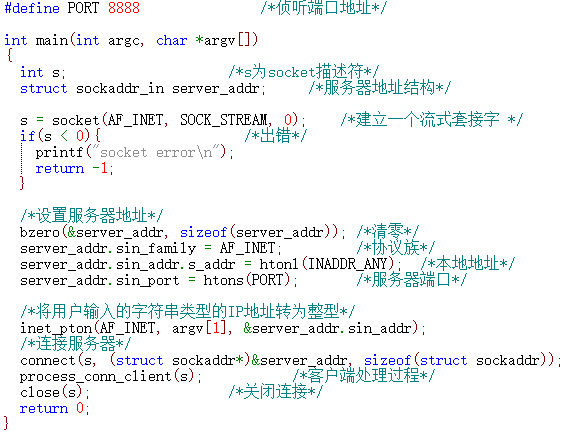 #define PORT 8888 /*侦听端口地址*/
int main(int argc, char *argv[])
{
int s; /*s为socket描述符*/
struct sockaddr_in server_addr; /*服务器地址结构*/
s = socket(AF_INET, SOCK_STREAM, 0); /*建立一个流式套接字 */
if(s < 0){ /*出错*/
printf("socket error\n");
return -1;
}
/*设置服务器地址*/
bzero(&server_addr, sizeof(server_addr)); /*清零*/
server_addr.sin_family = AF_INET; /*协议族*/
server_addr.sin_addr.s_addr = htonl(INADDR_ANY); /*本地地址*/
server_addr.sin_port = htons(PORT); /*服务器端口*/
/*将用户输入的字符串类型的IP地址转为整型*/
inet_pton(AF_INET, argv[1], &server_addr.sin_addr);
/*连接服务器*/
connect(s, (struct sockaddr*)&server_addr, sizeof(struct sockaddr));
process_conn_client(s); /*客户端处理过程*/
close(s); /*关闭连接*/
return 0;
}